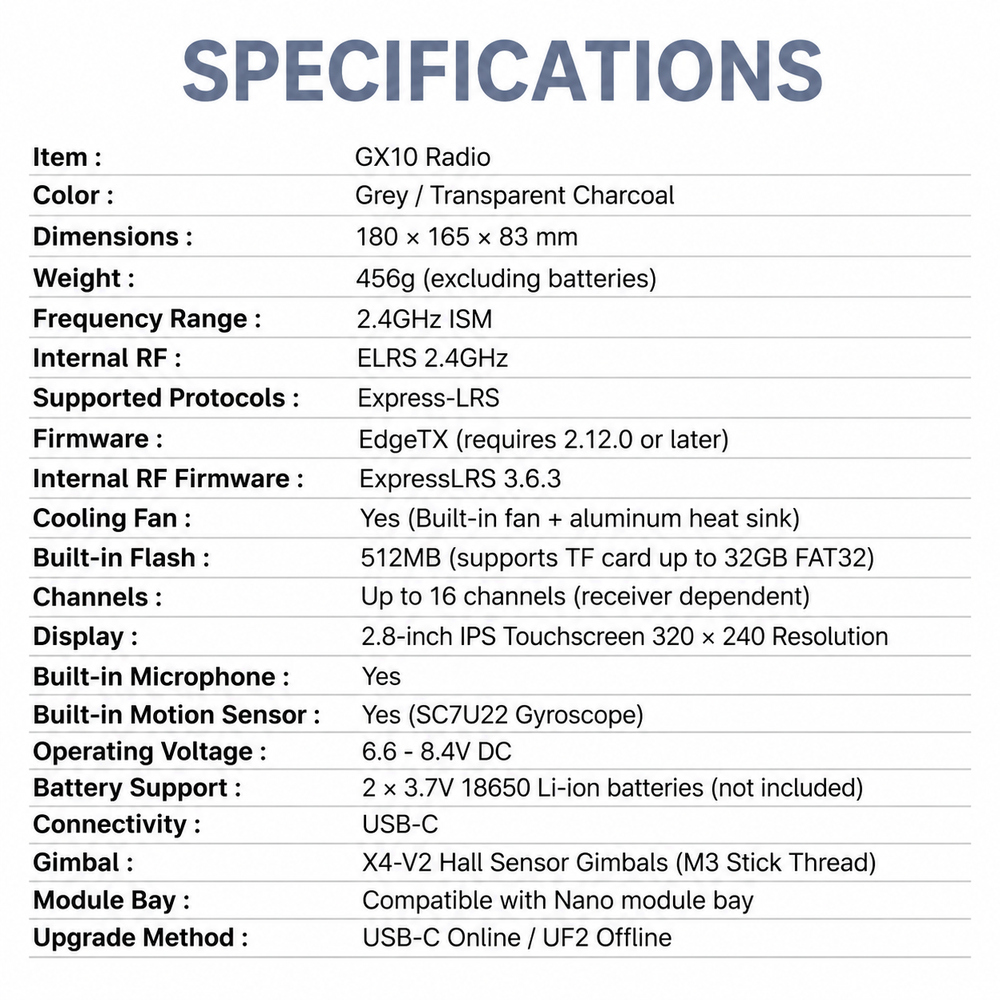 SPECIFICATIONS
Item : GX10 Radio
Color : Grey / Transparent Charcoal
Dimensions : 180 × 165 × 83 mm
Weight : 456g (excluding batteries)
Frequency Range : 2.4GHz ISM
Internal RF : ELRS 2.4GHz
Supported Protocols : Express-LRS
Firmware : EdgeTX (requires 2.12.0 or later)
Internal RF Firmware : ExpressLRS 3.6.3
Cooling Fan : Yes (Built-in fan + aluminum heat sink)
Built-in Flash : 512MB (supports TF card up to 32GB FAT32)
Channels : Up to 16 channels (receiver dependent)
Display : 2.8-inch IPS Touchscreen 320 × 240 Resolution
Built-in Microphone : Yes
Built-in Motion Sensor : Yes (SC7U22 Gyroscope)
Operating Voltage : 6.6 - 8.4V DC
Battery Support : 2 × 3.7V 18650 Li-ion batteries (not included)
Connectivity : USB-C
Gimbal : X4-V2 Hall Sensor Gimbals (M3 Stick Thread)
Module Bay : Compatible with Nano module bay
Upgrade Method : USB-C Online / UF2 Offline